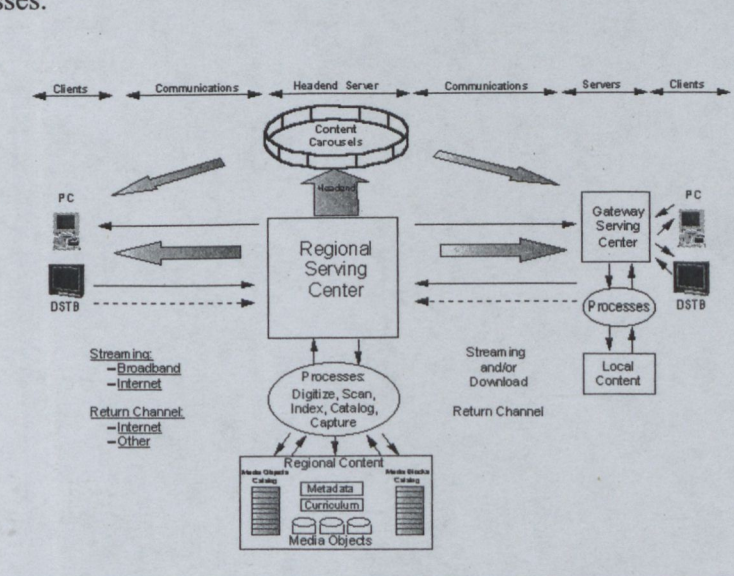 sses.
Clients
Communications
Headend Server
Communications
Servers
Clients
Content
Carousels
Headend
PC
DSTB
Regional
Serving
Center
Gateway
Serving
Center
PC
DSTB
Processes
Local
Content
Streaming:
–Broadband
–Internet
Return Channel:
–Internet
–Other
Streaming
and/or
Download
Return Channel
Processes:
Digitize, Scan,
Index, Catalog,
Capture
Regional Content
Media Objects
Catalog
Media Blocks
Catalog
Metadata
Curriculum
Media Objects